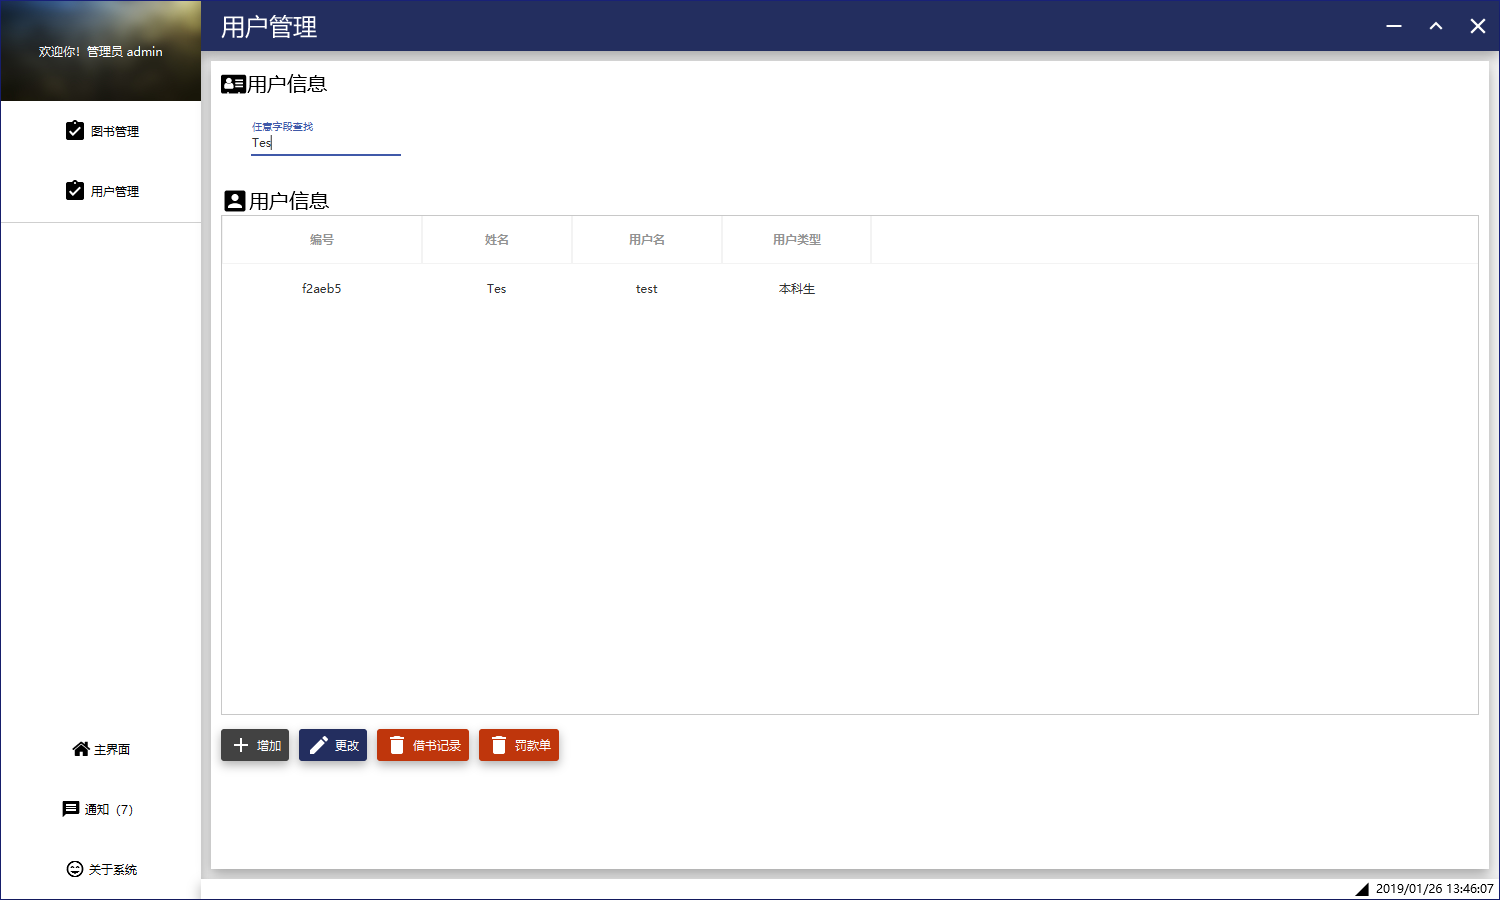 欢迎你！管理员 admin
图书管理
用户管理
主界面
通知（7）
关于系统
用户管理
用户信息
任意字段查找
Tes
用户信息
编号 姓名 用户名 用户类型
f2aeb5 Tes test 本科生
增加 更改 借书记录 罚款单
2019/01/26 13:46:07